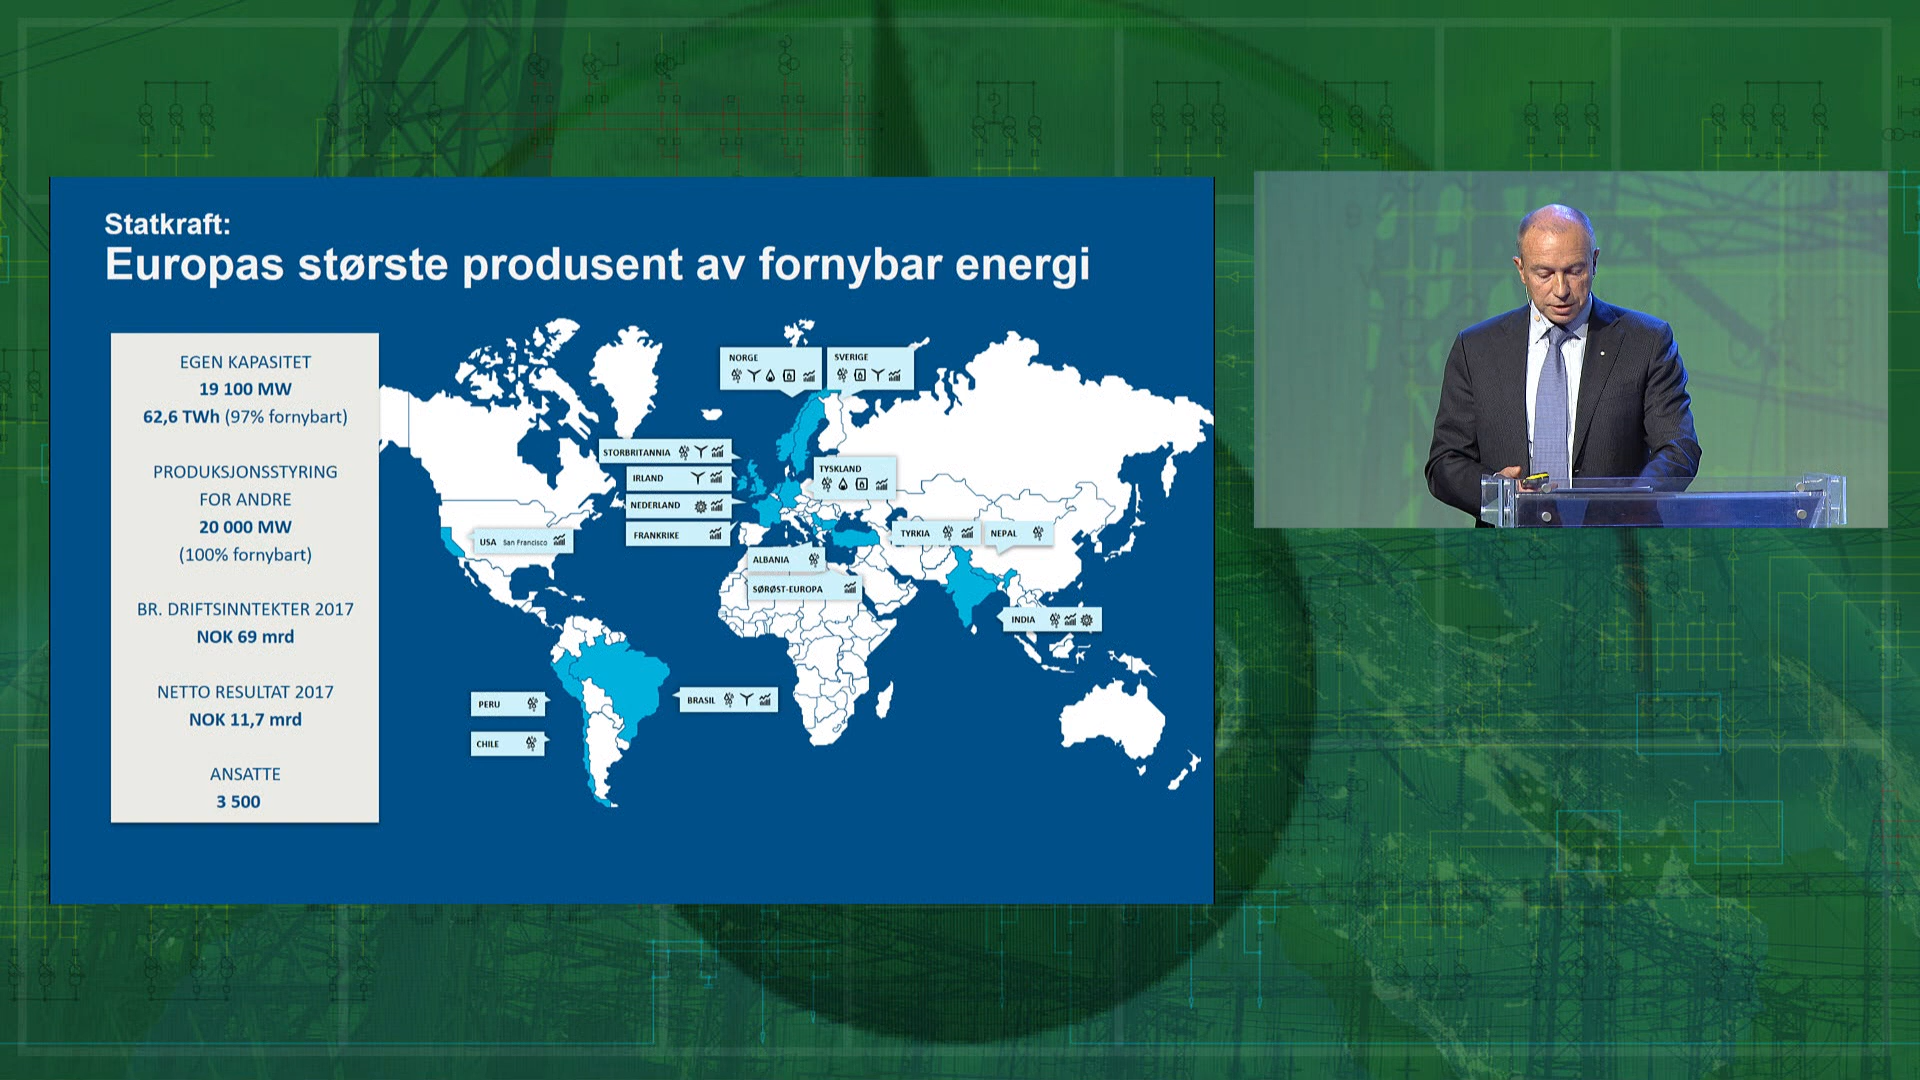 Statkraft:
Europas største produsent av fornybar energi
EGEN KAPASITET
19 100 MW
62,6 TWh (97% fornybart)
PRODUKSJONSSTYRING
FOR ANDRE
20 000 MW
(100% fornybart)
BR. DRIFTSINNTEKTER 2017
NOK 69 mrd
NETTO RESULTAT 2017
NOK 11,7 mrd
ANSATTE
3 500
NORGE
SVERIGE
STORBRITANNIA
IRLAND
NEDERLAND
FRANKRIKE
TYSKLAND
USA San Francisco
TYRKIA
NEPAL
ALBANIA
SØRØST-EUROPA
INDIA
PERU
BRASIL
CHILE